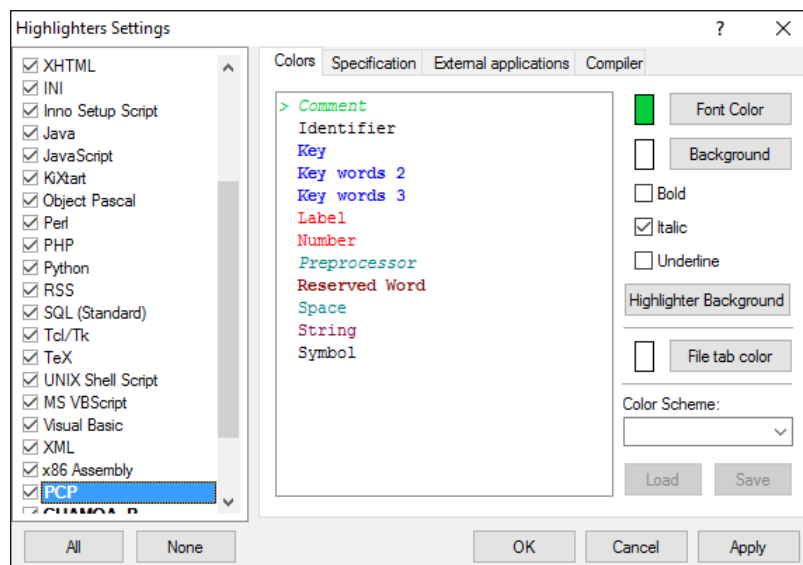 Highlighters Settings
?
XHTML
INI
Inno Setup Script
Java
JavaScript
KiXtart
Object Pascal
Perl
PHP
Python
RSS
SQL (Standard)
Tcl/Tk
TeX
UNIX Shell Script
MS VBScript
Visual Basic
XML
x86 Assembly
PCP
All
None
Colors
Specification
External applications
Compiler
> Comment
Identifier
Key
Key words 2
Key words 3
Label
Number
Preprocessor
Reserved Word
Space
String
Symbol
Font Color
Background
Bold
Italic
Underline
Highlighter Background
File tab color
Color Scheme:
Load
Save
OK
Cancel
Apply